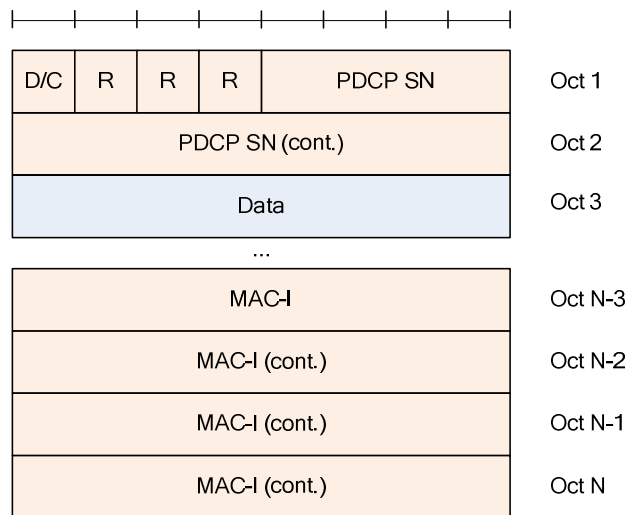 D/C R R R PDCP SN Oct 1
PDCP SN (cont.) Oct 2
Data Oct 3
...
MAC-I Oct N-3
MAC-I (cont.) Oct N-2
MAC-I (cont.) Oct N-1
MAC-I (cont.) Oct N